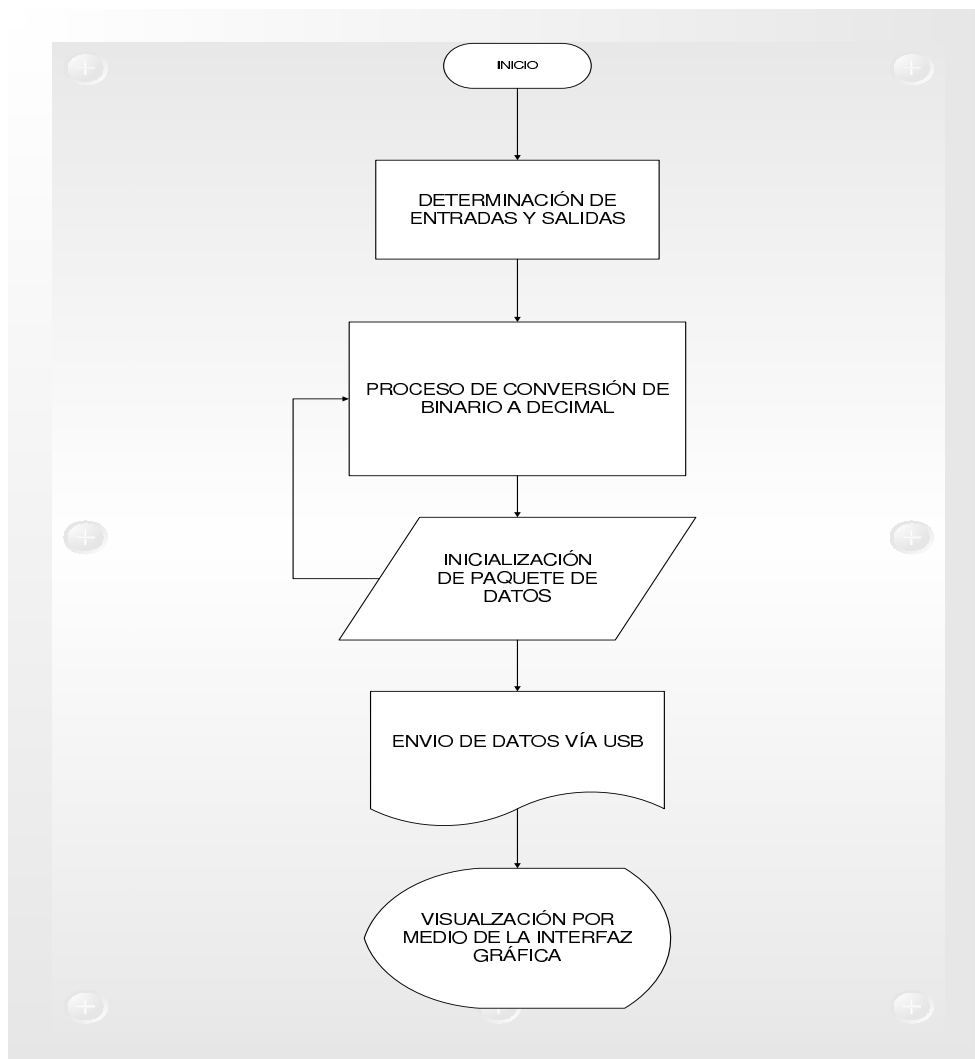 INICIO
DETERMINACIÓN DE
ENTRADAS Y SALIDAS
PROCESO DE CONVERSIÓN DE
BINARIO A DECIMAL
INICIALIZACIÓN
DE PAQUETE DE
DATOS
ENVIO DE DATOS VÍA USB
VISUALZACIÓN POR
MEDIO DE LA INTERFAZ
GRÁFICA